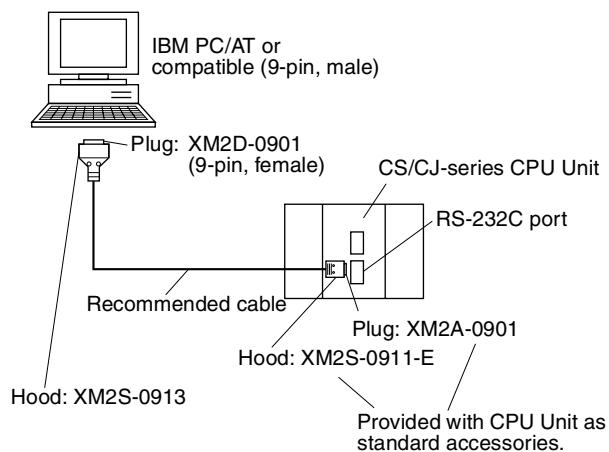 IBM PC/AT or
compatible (9-pin, male)
Plug: XM2D-0901
(9-pin, female)
CS/CJ-series CPU Unit
RS-232C port
Recommended cable
Plug: XM2A-0901
Hood: XM2S-0911-E
Hood: XM2S-0913
Provided with CPU Unit as
standard accessories.